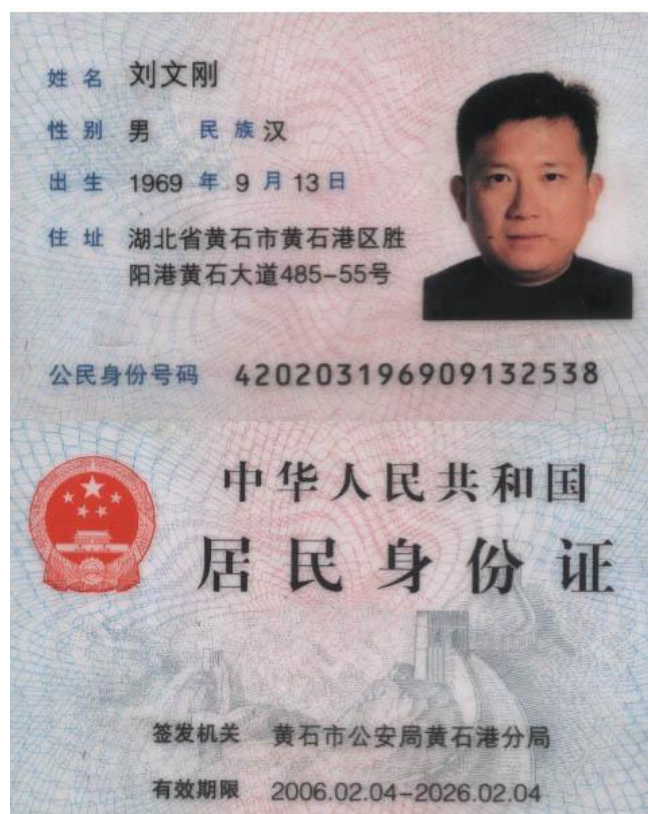 姓名 刘文刚
性别 男 民族 汉
出生 1969 年 9 月 13 日
住址 湖北省黄石市黄石港区胜
阳港黄石大道485-55号
公民身份号码 420203196909132538
中华人民共和国
居民身份证
签发机关 黄石市公安局黄石港分局
有效期限 2006.02.04-2026.02.04